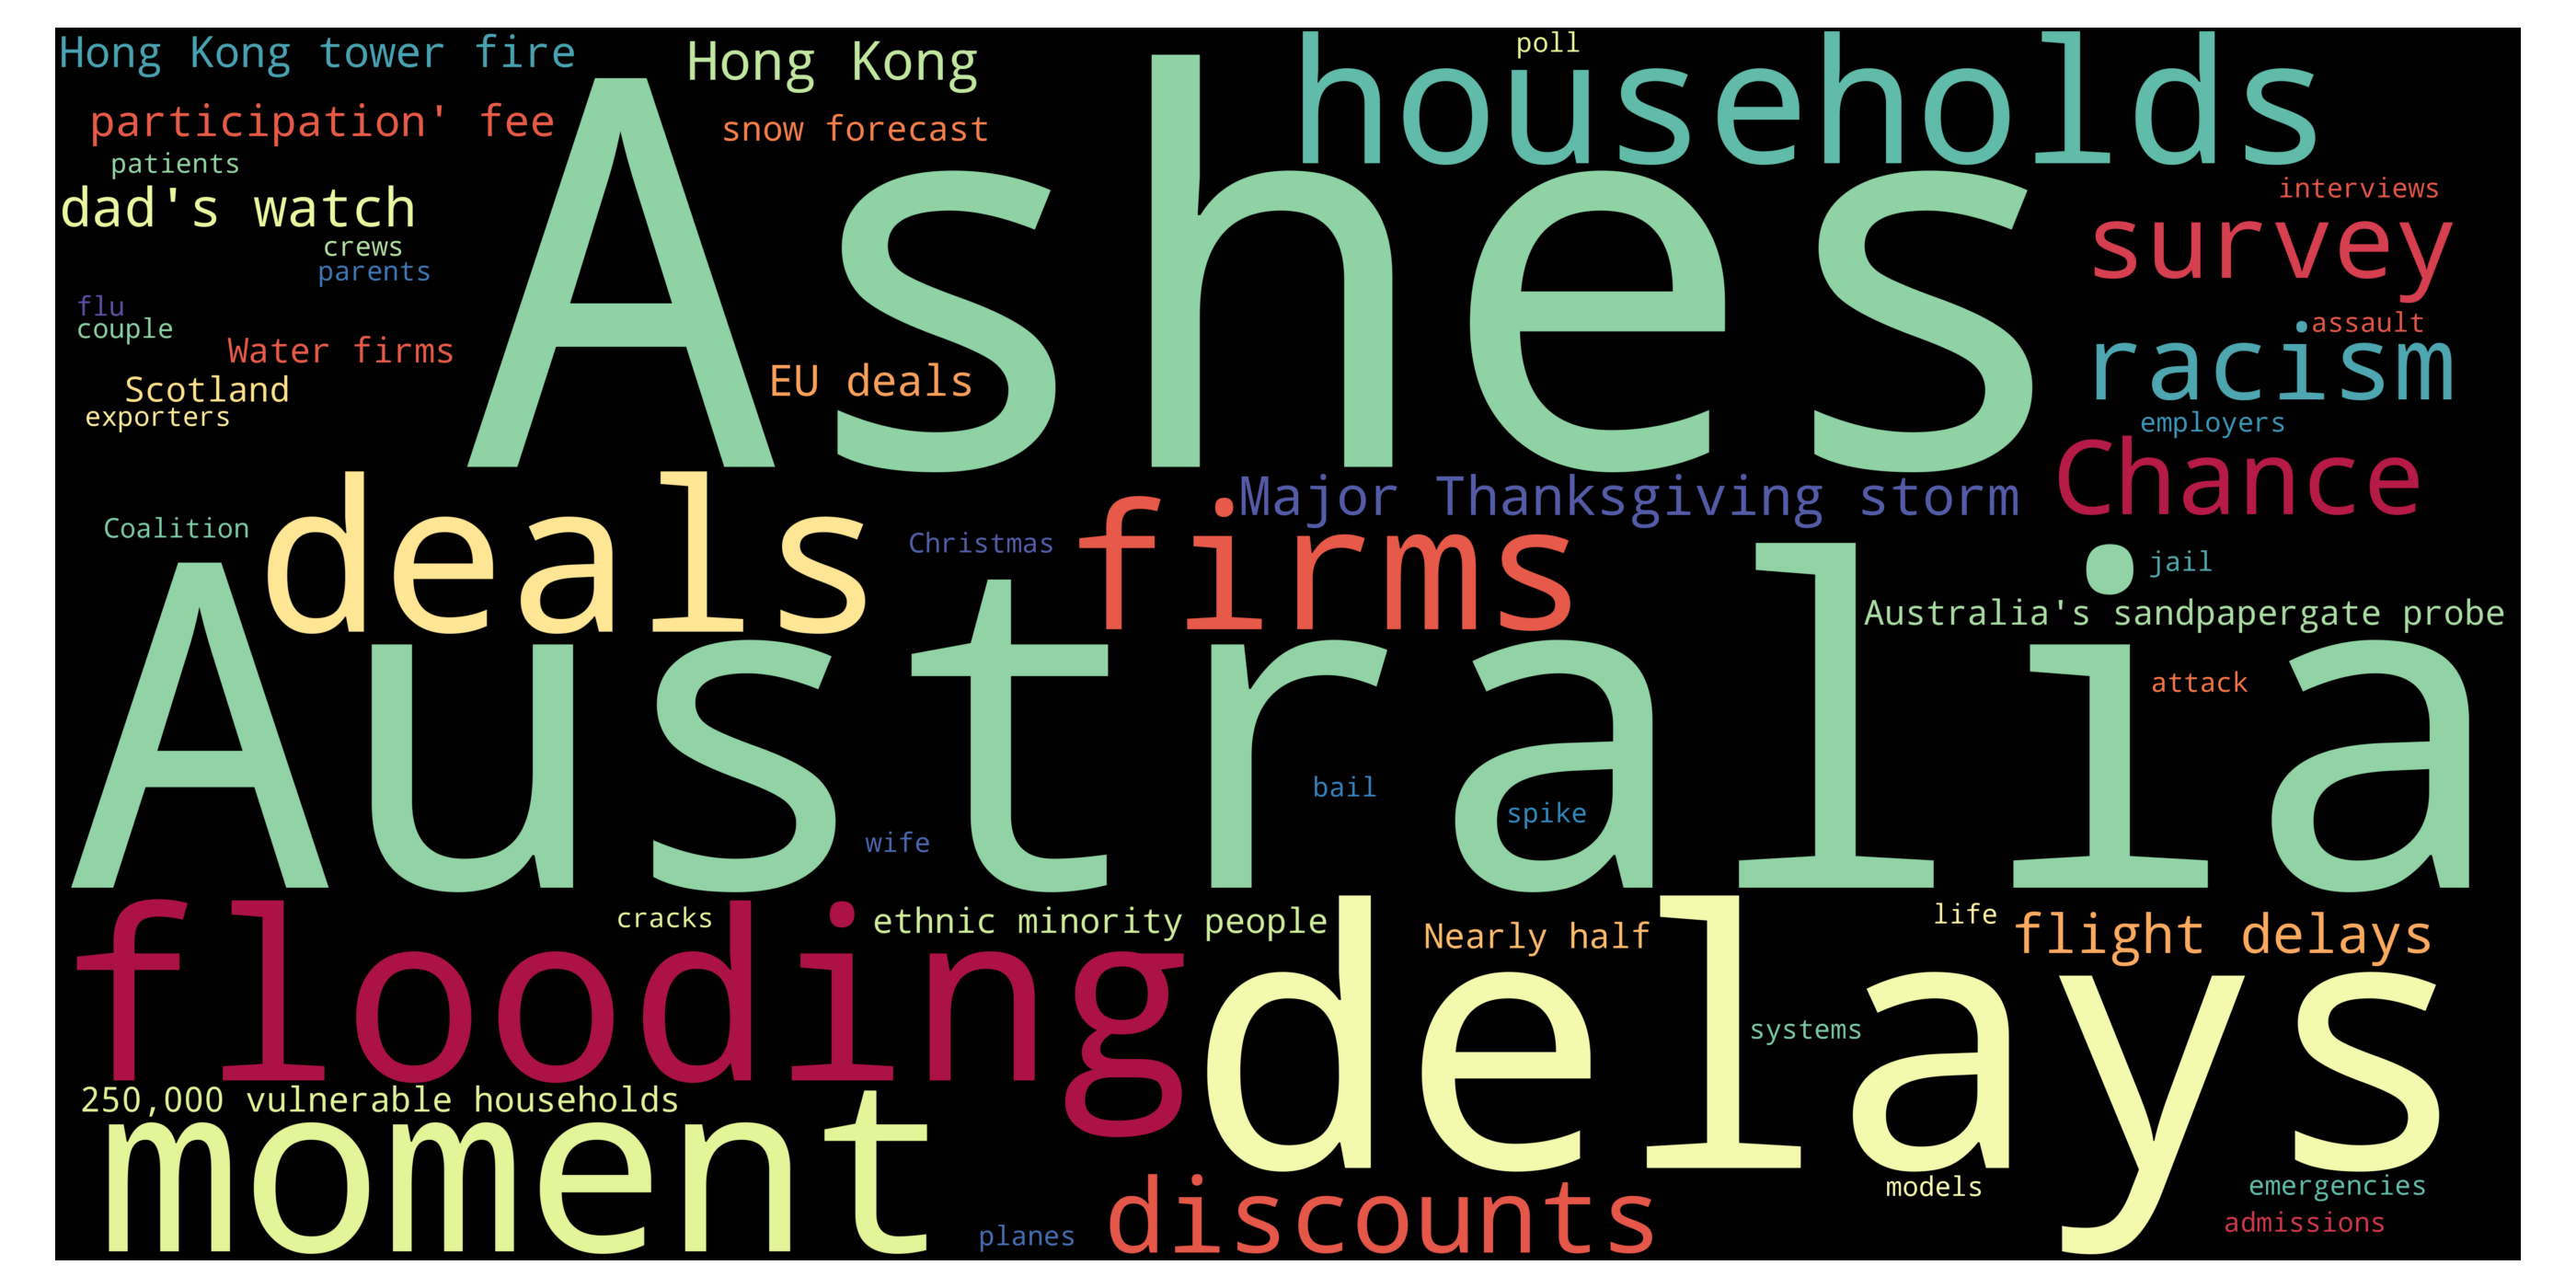 Hong Kong tower fire
Hong Kong
poll
households
participation' fee
snow forecast
patients
dad's watch
interviews
survey
crews
parents
Ashes
flu
couple
assault
Water firms
racism
EU deals
Scotland
exporters
employers
Chance
Major Thanksgiving storm
deals
firms
Coalition
Christmas
jail
Australia's sandpapergate probe
attack
Australia
bail
spike
wife
flooding
cracks
ethnic minority people
Nearly half
life
flight delays
delays
systems
250,000 vulnerable households
moment
discounts
models
emergencies
admissions
planes